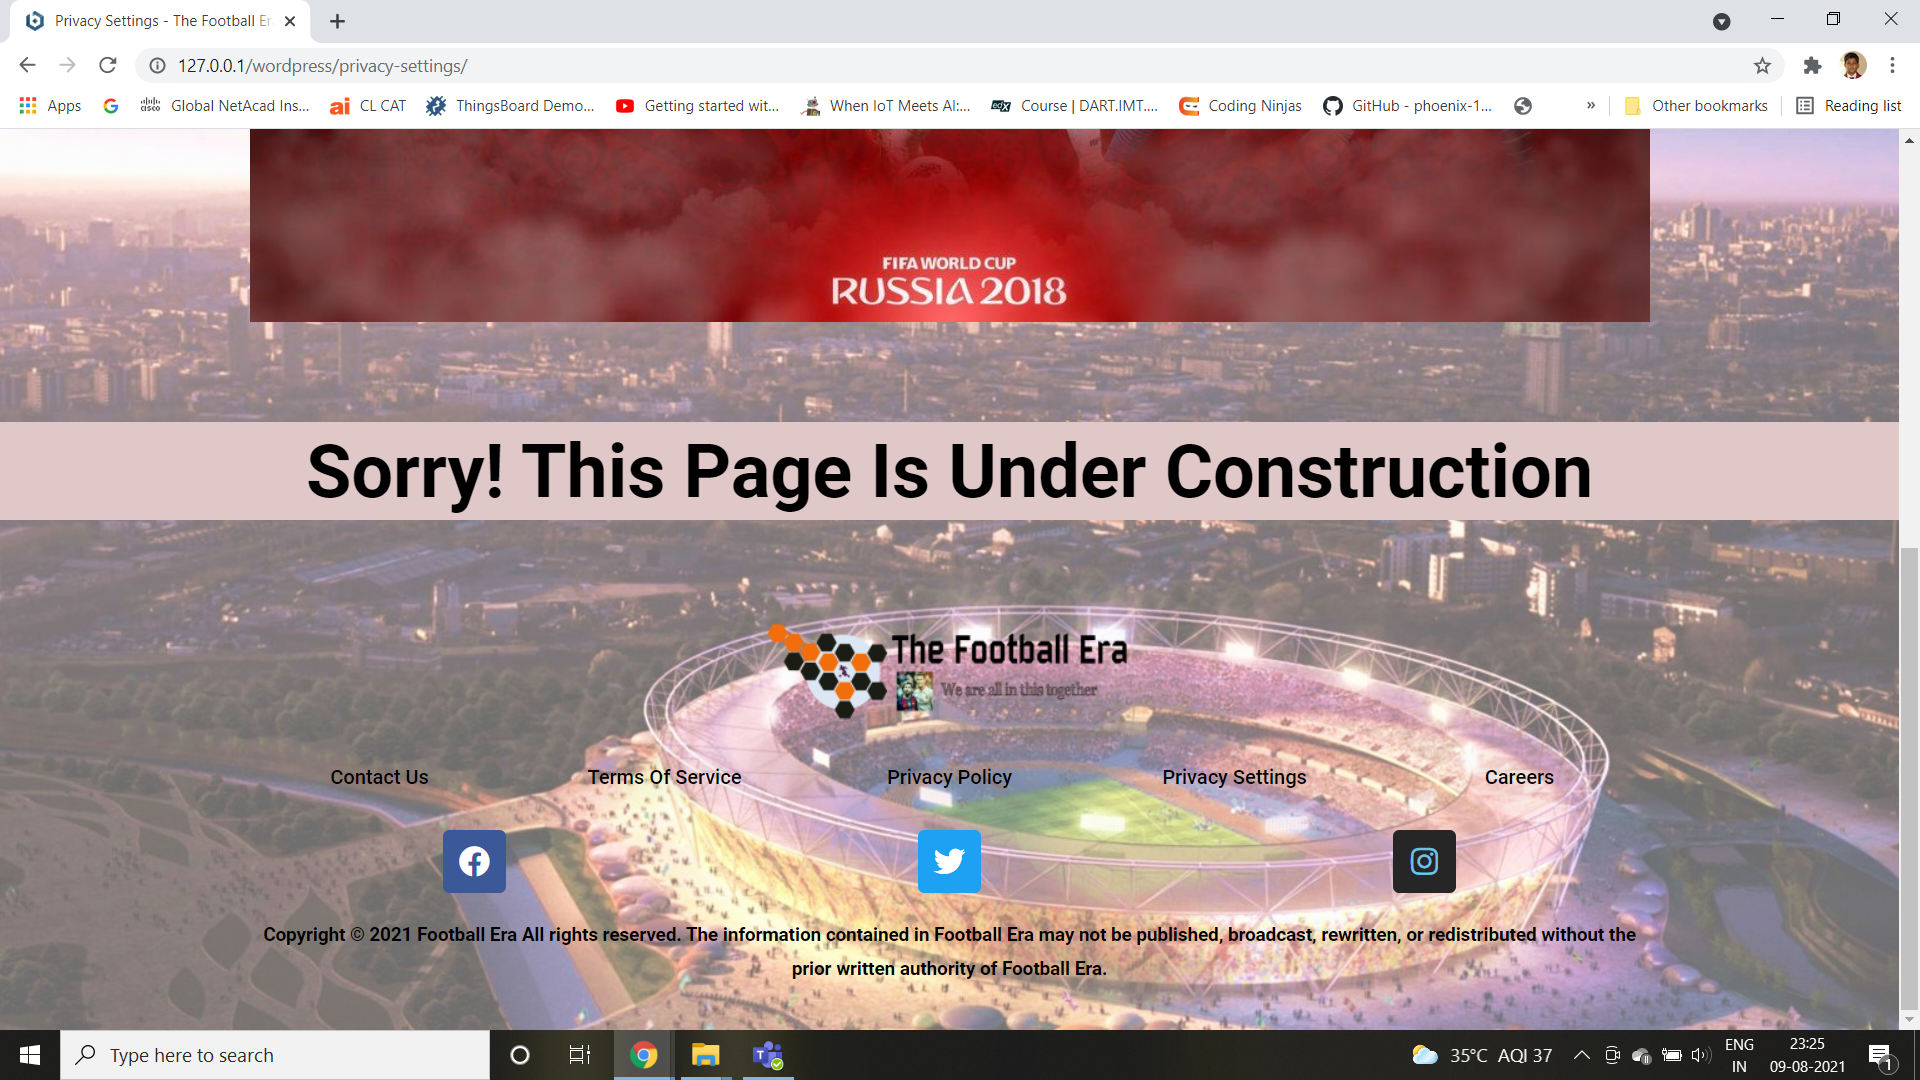 Privacy Settings - The Football Er
127.0.0.1/wordpress/privacy-settings/
Apps
Global NetAcad Ins...
CL CAT
ThingsBoard Demo...
Getting started wit...
When IoT Meets AI:...
Course | DART.IMT....
Coding Ninjas
GitHub - phoenix-1...
»
Other bookmarks
Reading list
FIFA WORLD CUP
RUSSIA 2018
Sorry! This Page Is Under Construction
The Football Era
We are all in this together
Contact Us
Terms Of Service
Privacy Policy
Privacy Settings
Careers
Copyright © 2021 Football Era All rights reserved. The information contained in Football Era may not be published, broadcast, rewritten, or redistributed without the
prior written authority of Football Era.
Type here to search
35°C AQI 37
ENG
IN
23:25
09-08-2021
1